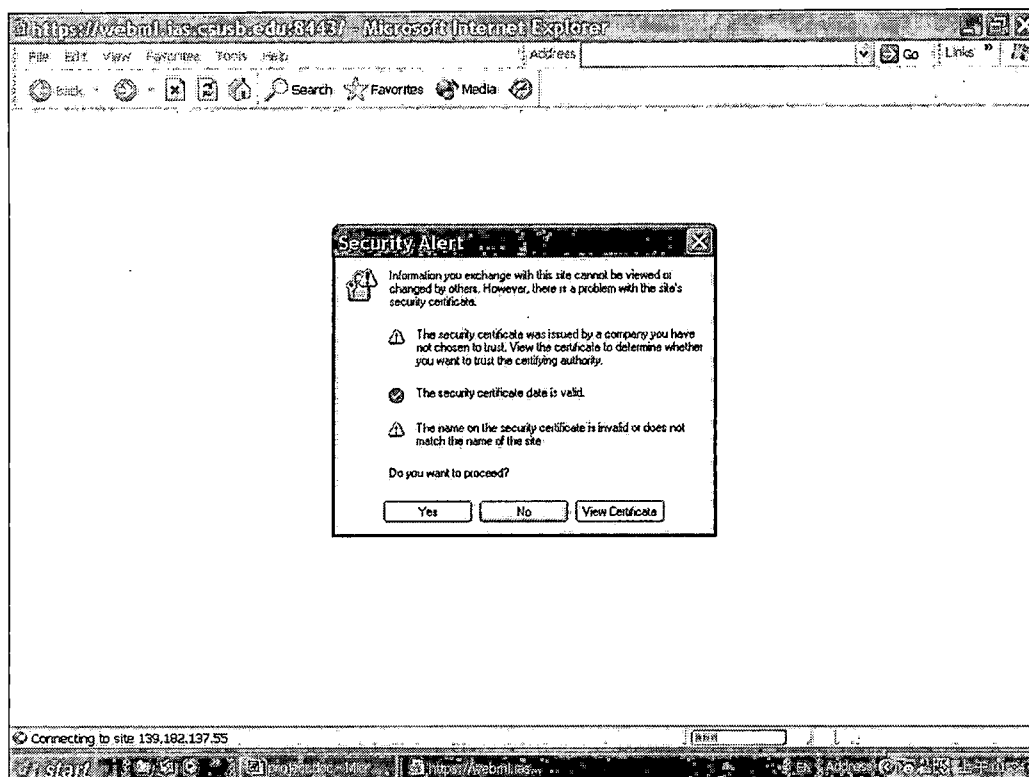 https://webml.ias.csusb.edu:8443/ - Microsoft Internet Explorer
File Edit View Favorites Tools Help Address Go Links »
Back Search Favorites Media
Security Alert
Information you exchange with this site cannot be viewed or
changed by others. However, there is a problem with the site's
security certificate.
The security certificate was issued by a company you have
not chosen to trust. View the certificate to determine whether
you want to trust the certifying authority.
The security certificate date is valid.
The name on the security certificate is invalid or does not
match the name of the site
Do you want to proceed?
Yes No View Certificate
Connecting to site 139.182.137.55
start https://webml.ias... EN Address